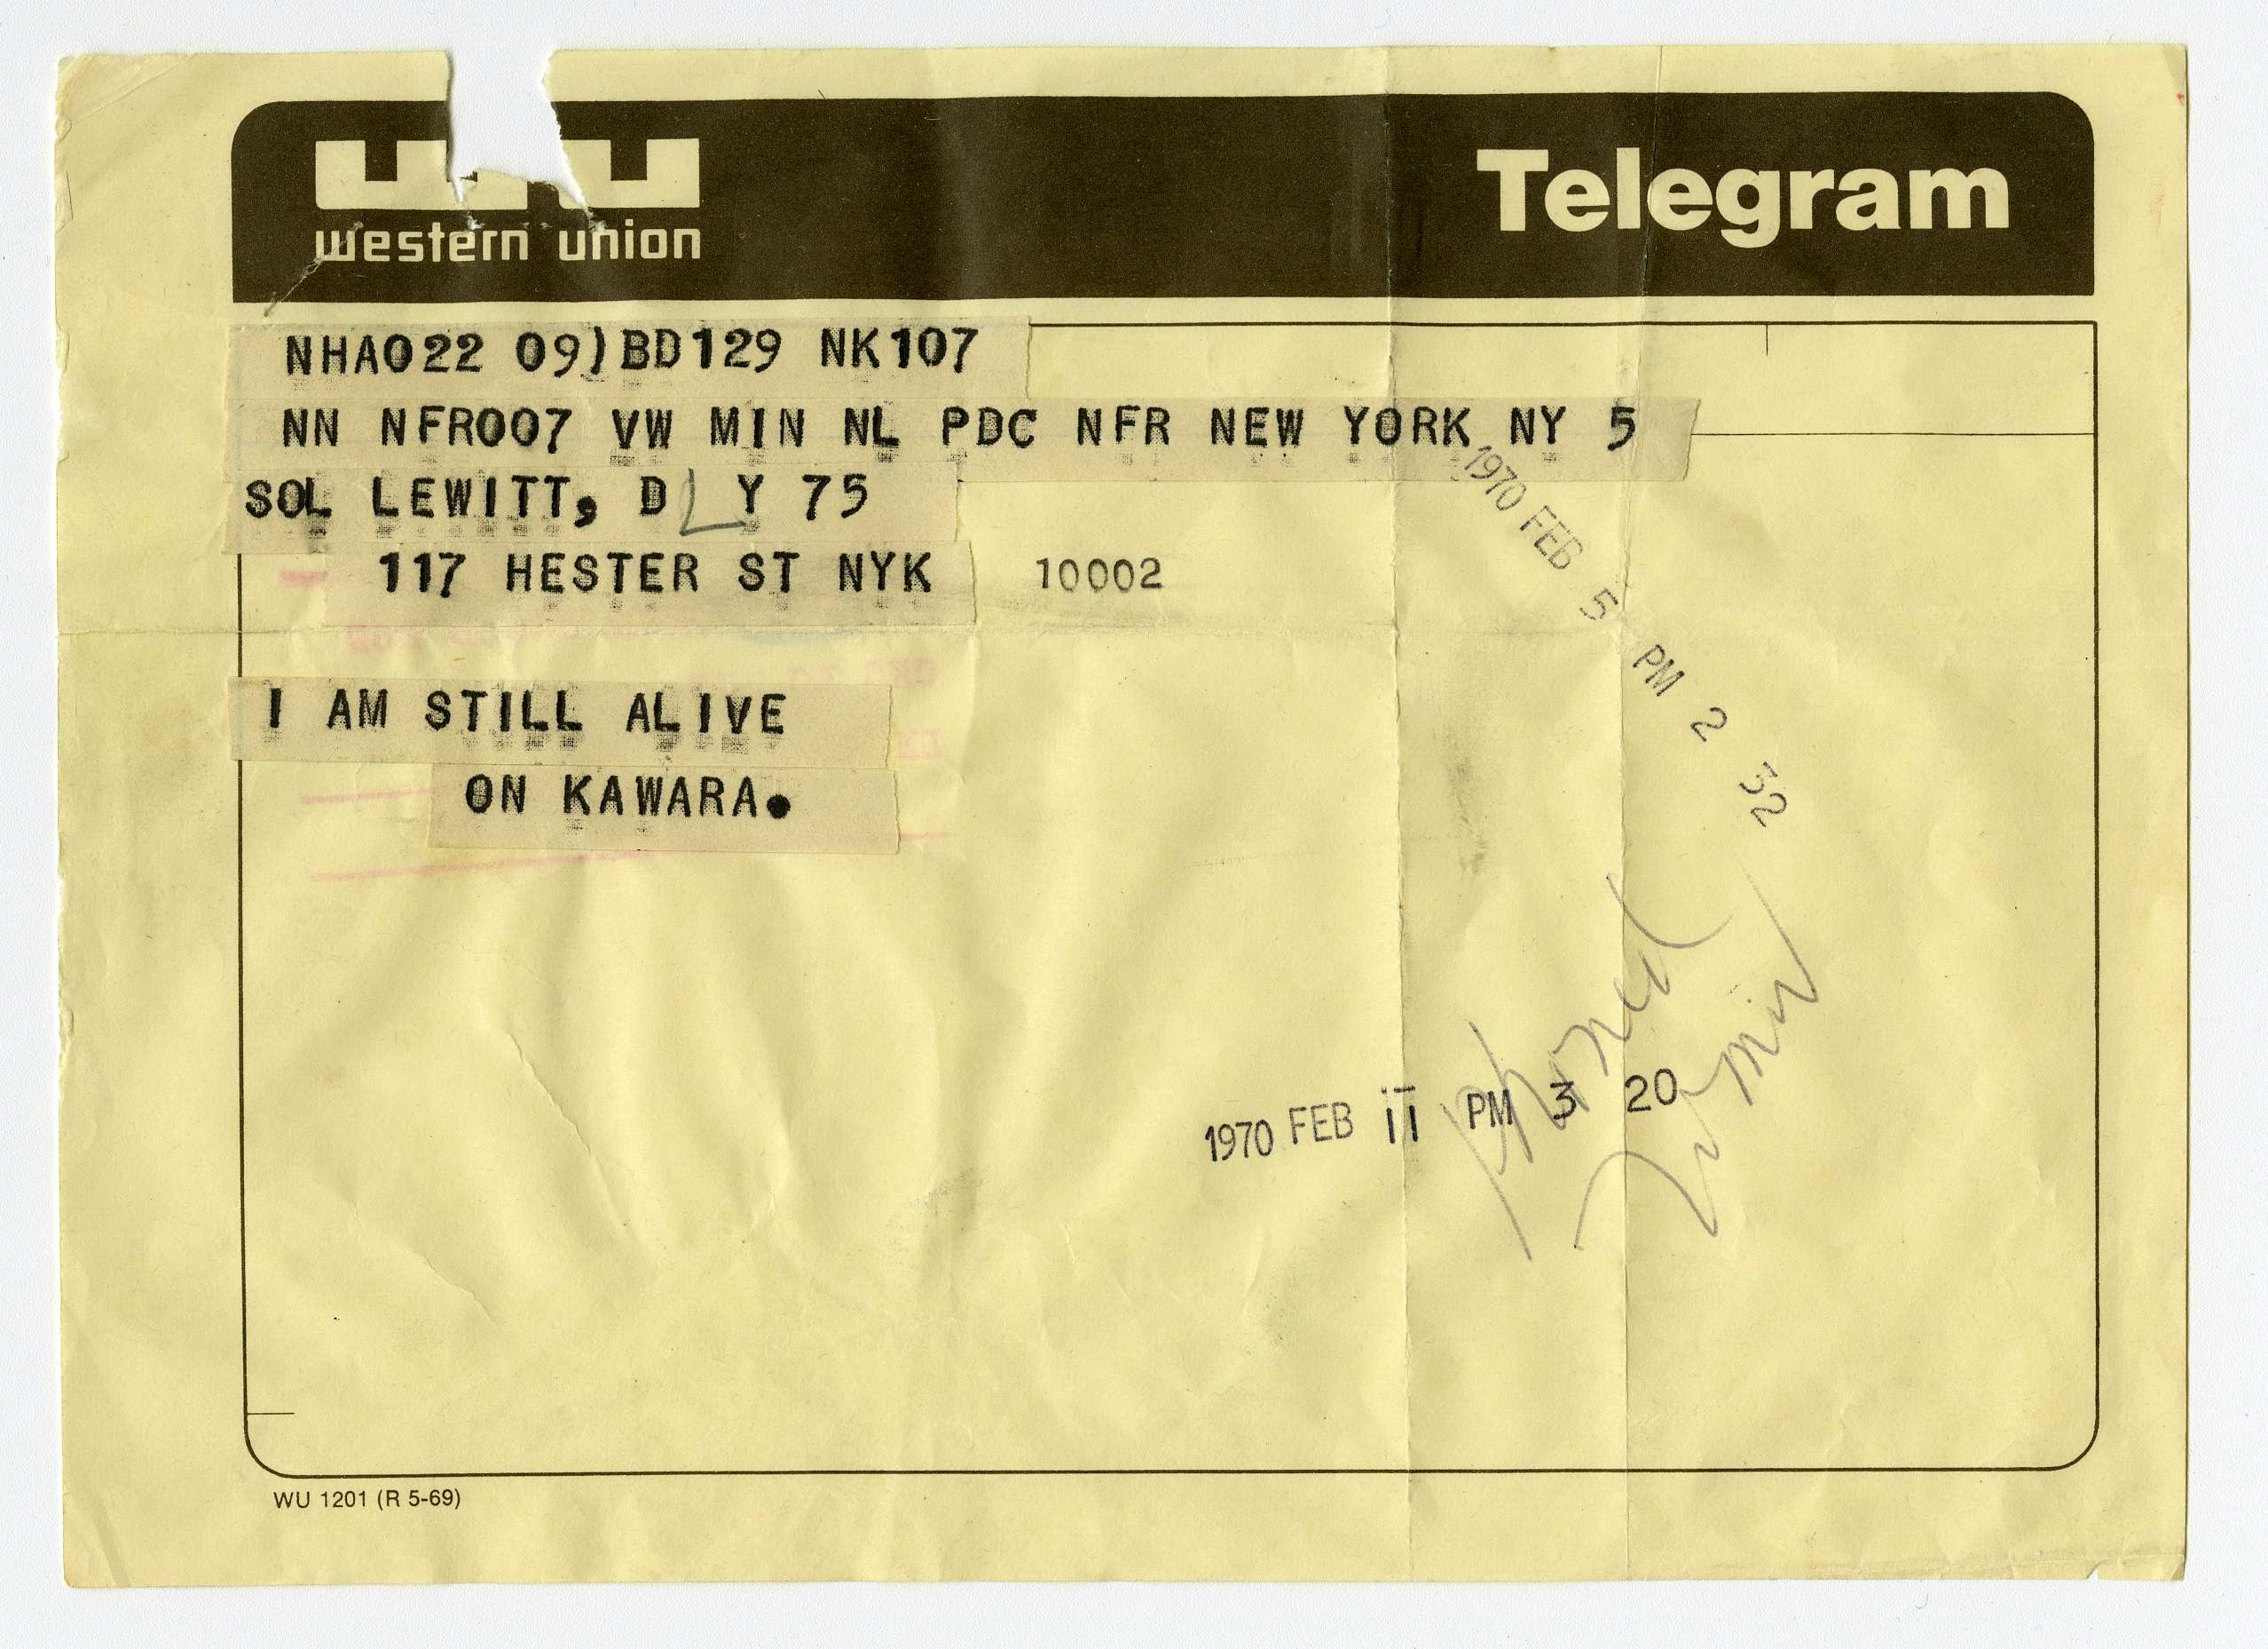 western union
Telegram
NHA022 09)BD129 NK107
NN NFR007 VW MIN NL PDC NFR NEW YORK NY 5
SOL LEWITT, D L Y 75
117 HESTER ST NYK 10002
1970 FEB 5 PM 2 32
I AM STILL ALIVE
ON KAWARA.
Phoned
1970 FEB 11 PM 3 20
WU 1201 (R 5-69)